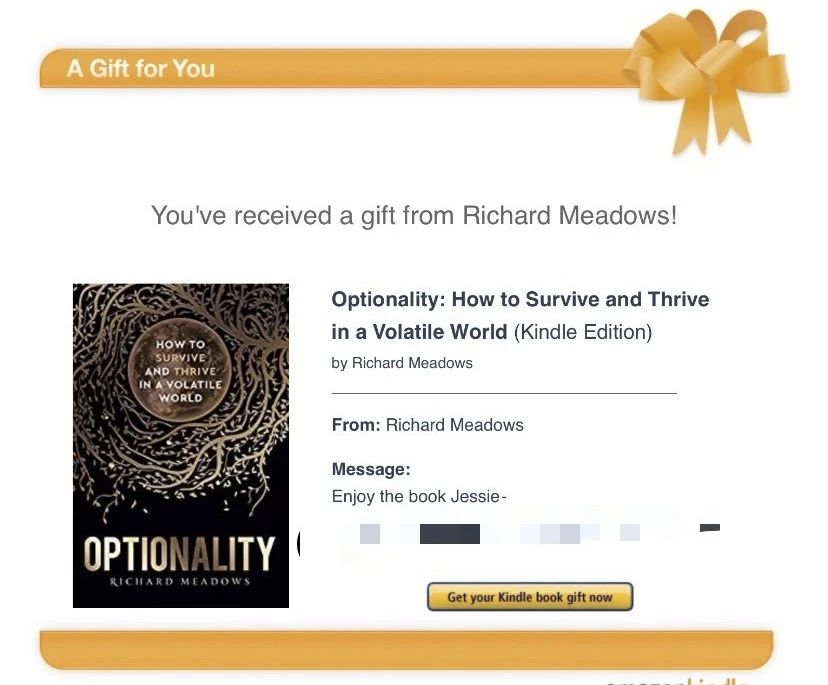 A Gift for You
You've received a gift from Richard Meadows!
HOW TO
SURVIVE
AND THRIVE
IN A VOLATILE
WORLD
OPTIONALITY
RICHARD MEADOWS
Optionality: How to Survive and Thrive
in a Volatile World (Kindle Edition)
by Richard Meadows
From: Richard Meadows
Message:
Enjoy the book Jessie-
Get your Kindle book gift now